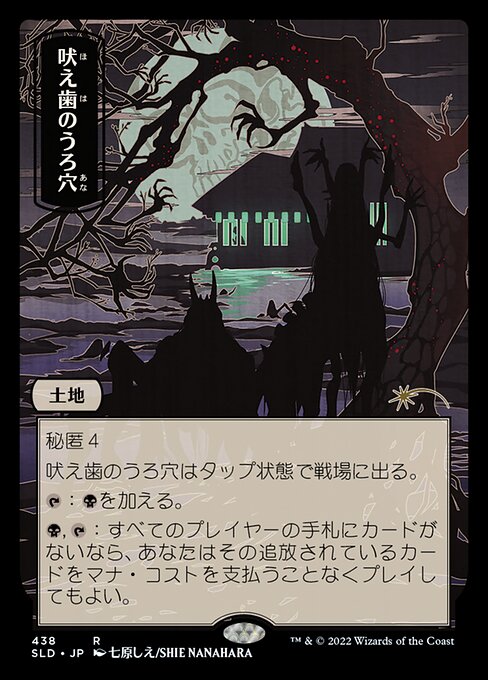 吠え歯のうろ穴
ほ
は
あな
土地
秘匿4
吠え歯のうろ穴はタップ状態で戦場に出る。
：を加える。
,：すべてのプレイヤーの手札にカードが
ないなら、あなたはその追放されているカー
ドをマナ・コストを支払うことなくプレイし
てもよい。
438 R
SLD・JP 七原しえ/SHIE NANAHARA
™ & © 2022 Wizards of the Coast